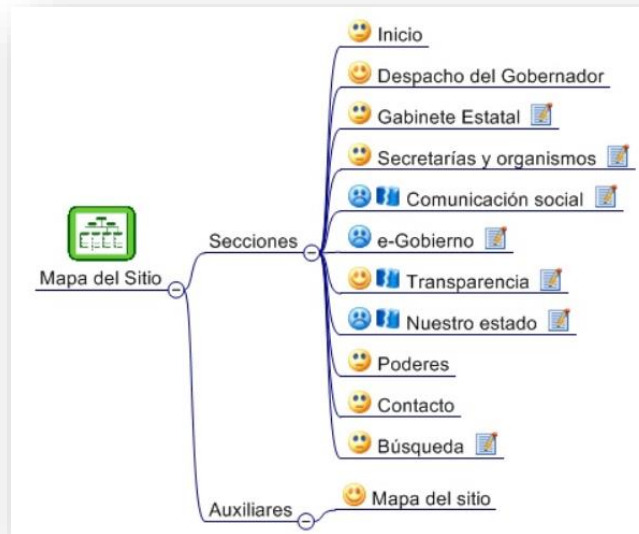 Inicio
Despacho del Gobernador
Gabinete Estatal
Secretarías y organismos
Comunicación social
Secciones
e-Gobierno
Mapa del Sitio
Transparencia
Nuestro estado
Poderes
Contacto
Búsqueda
Auxiliares
Mapa del sitio